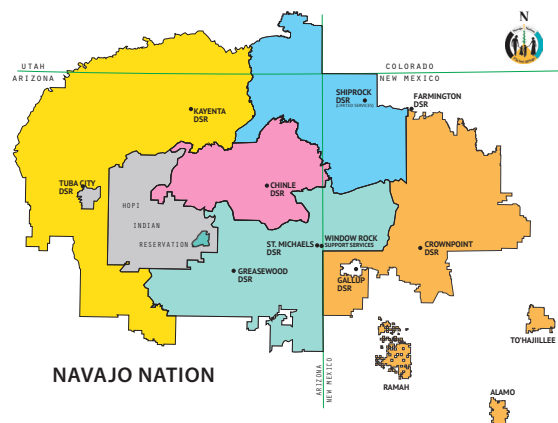 N
UTAH
COLORADO
ARIZONA
NEW MEXICO
SHIPROCK
DSR
(LIMITED SERVICES)
FARMINGTON
DSR
KAYENTA
DSR
TUBA CITY
DSR
CHINLE
DSR
HOPI
INDIAN
RESERVATION
ST. MICHAELS
DSR
WINDOW ROCK
SUPPORT SERVICES
CROWNPOINT
DSR
GREASEWOOD
DSR
GALLUP
DSR
TO'HAJIILLEE
NAVAJO NATION
ARIZONA
NEW MEXICO
RAMAH
ALAMO